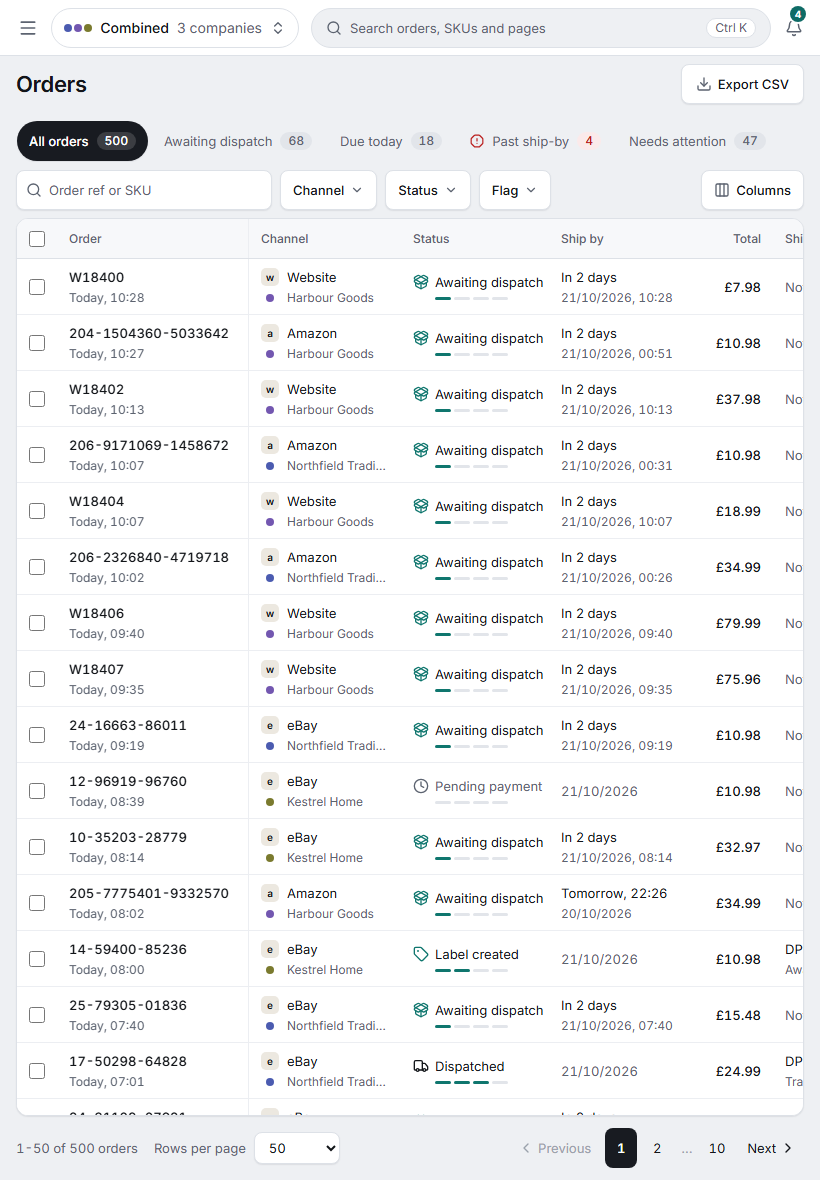 Combined 3 companies
Search orders, SKUs and pages
Ctrl K
4
Orders
Export CSV
All orders 500
Awaiting dispatch 68
Due today 18
Past ship-by 4
Needs attention 47
Order ref or SKU
Channel
Status
Flag
Columns
Order Channel Status Ship by Total Shi
W18400 w Website Awaiting dispatch In 2 days £7.98 No
Today, 10:28 Harbour Goods 21/10/2026, 10:28
204-1504360-5033642 a Amazon Awaiting dispatch In 2 days £10.98 No
Today, 10:27 Harbour Goods 21/10/2026, 00:51
W18402 w Website Awaiting dispatch In 2 days £37.98 No
Today, 10:13 Harbour Goods 21/10/2026, 10:13
206-9171069-1458672 a Amazon Awaiting dispatch In 2 days £10.98 No
Today, 10:07 Northfield Tradi... 21/10/2026, 00:31
W18404 w Website Awaiting dispatch In 2 days £18.99 No
Today, 10:07 Harbour Goods 21/10/2026, 10:07
206-2326840-4719718 a Amazon Awaiting dispatch In 2 days £34.99 No
Today, 10:02 Northfield Tradi... 21/10/2026, 00:26
W18406 w Website Awaiting dispatch In 2 days £79.99 No
Today, 09:40 Harbour Goods 21/10/2026, 09:40
W18407 w Website Awaiting dispatch In 2 days £75.96 No
Today, 09:35 Harbour Goods 21/10/2026, 09:35
24-16663-86011 e eBay Awaiting dispatch In 2 days £10.98 No
Today, 09:19 Northfield Tradi... 21/10/2026, 09:19
12-96919-96760 e eBay Pending payment 21/10/2026 £10.98 No
Today, 08:39 Kestrel Home
10-35203-28779 e eBay Awaiting dispatch In 2 days £32.97 No
Today, 08:14 Kestrel Home 21/10/2026, 08:14
205-7775401-9332570 a Amazon Awaiting dispatch Tomorrow, 22:26 £34.99 No
Today, 08:02 Harbour Goods 20/10/2026
14-59400-85236 e eBay Label created 21/10/2026 £10.98 DP
Today, 08:00 Kestrel Home Aw
25-79305-01836 e eBay Awaiting dispatch In 2 days £15.48 No
Today, 07:40 Northfield Tradi... 21/10/2026, 07:40
17-50298-64828 e eBay Dispatched 21/10/2026 £24.99 DP
Today, 07:01 Northfield Tradi... Tra
1-50 of 500 orders Rows per page 50 Previous 1 2 ... 10 Next